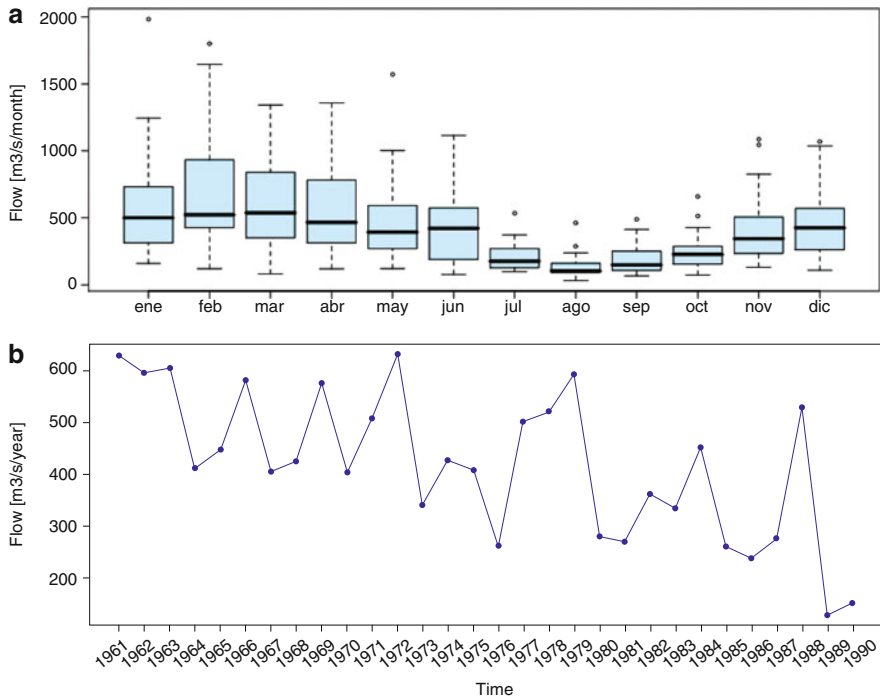 a
Flow [m3/s/month]
2000
1500
1000
500
0
ene feb mar abr may jun jul ago sep oct nov dic
b
Flow [m3/s/year]
600
500
400
300
200
1961 1962 1963 1964 1965 1966 1967 1968 1969 1970 1971 1972 1973 1974 1975 1976 1977 1978 1979 1980 1981 1982 1983 1984 1985 1986 1987 1988 1989 1990
Time